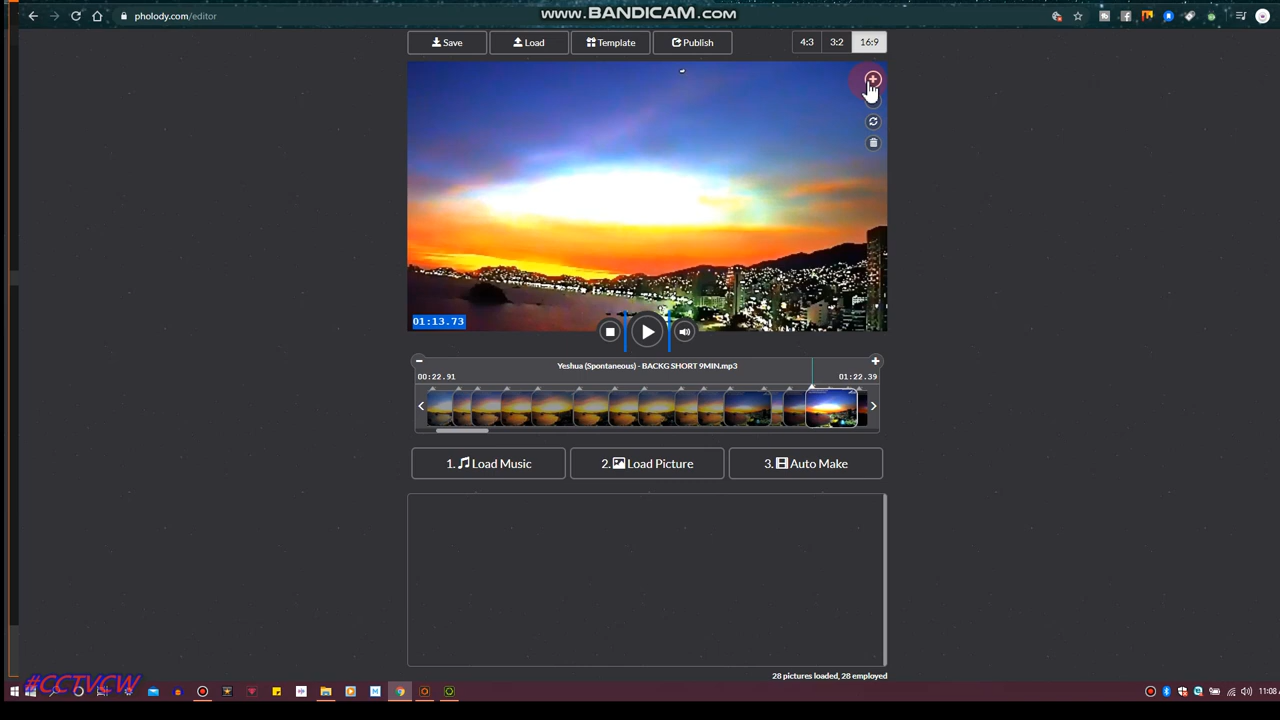 pholody.com/editor
www.BANDICAM.com
Save
Load
Template
Publish
4:3
3:2
16:9
01:13.73
Yeshua (Spontaneous) - BACKG SHORT 9MIN.mp3
00:22.91
01:22.39
1. Load Music
2. Load Picture
3. Auto Make
28 pictures loaded, 28 employed
#CCTVCW
11:08